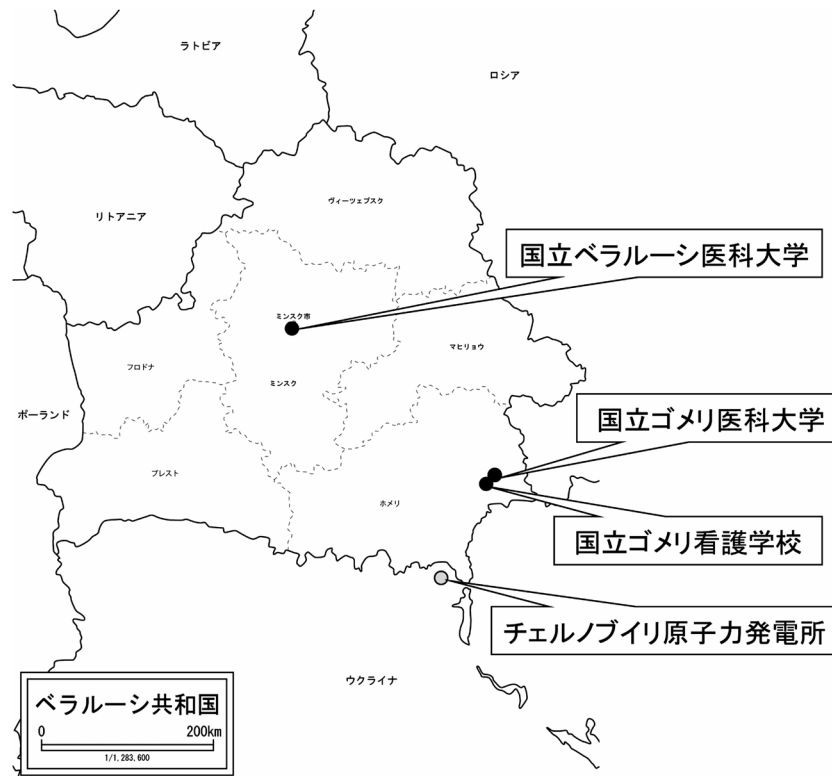 ラトビア
ロシア
リトアニア
ヴィーツェブスク
国立ベラルーシ医科大学
ミンスク市
マヒリョウ
フロドナ
ミンスク
ポーランド
国立ゴメリ医科大学
ブレスト
ホメリ
国立ゴメリ看護学校
チェルノブイリ原子力発電所
ウクライナ
ベラルーシ共和国
0 200km
1/1,283,600